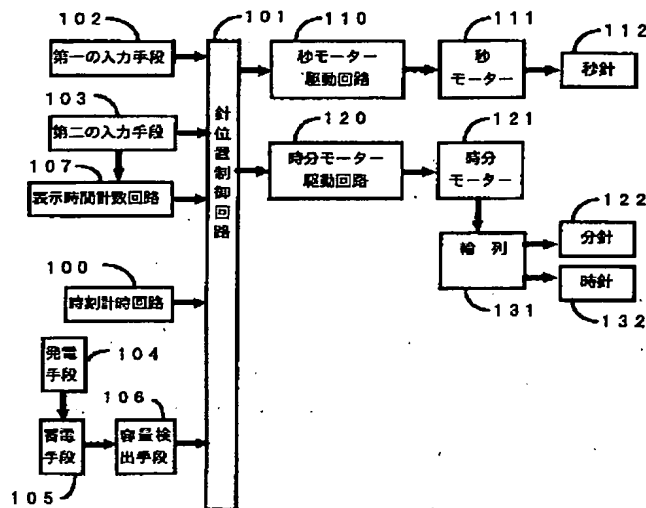 102
第一の入力手段
103
第二の入力手段
107
表示時間計数回路
100
時刻計時回路
発電
手段
104
蓄電
手段
105
106
容量検
出手段
101
針位置制御回路
110
秒モーター
駆動回路
111
秒
モーター
112
秒針
120
時分モーター
駆動回路
121
時分
モーター
122
分針
輪列
131
時針
132